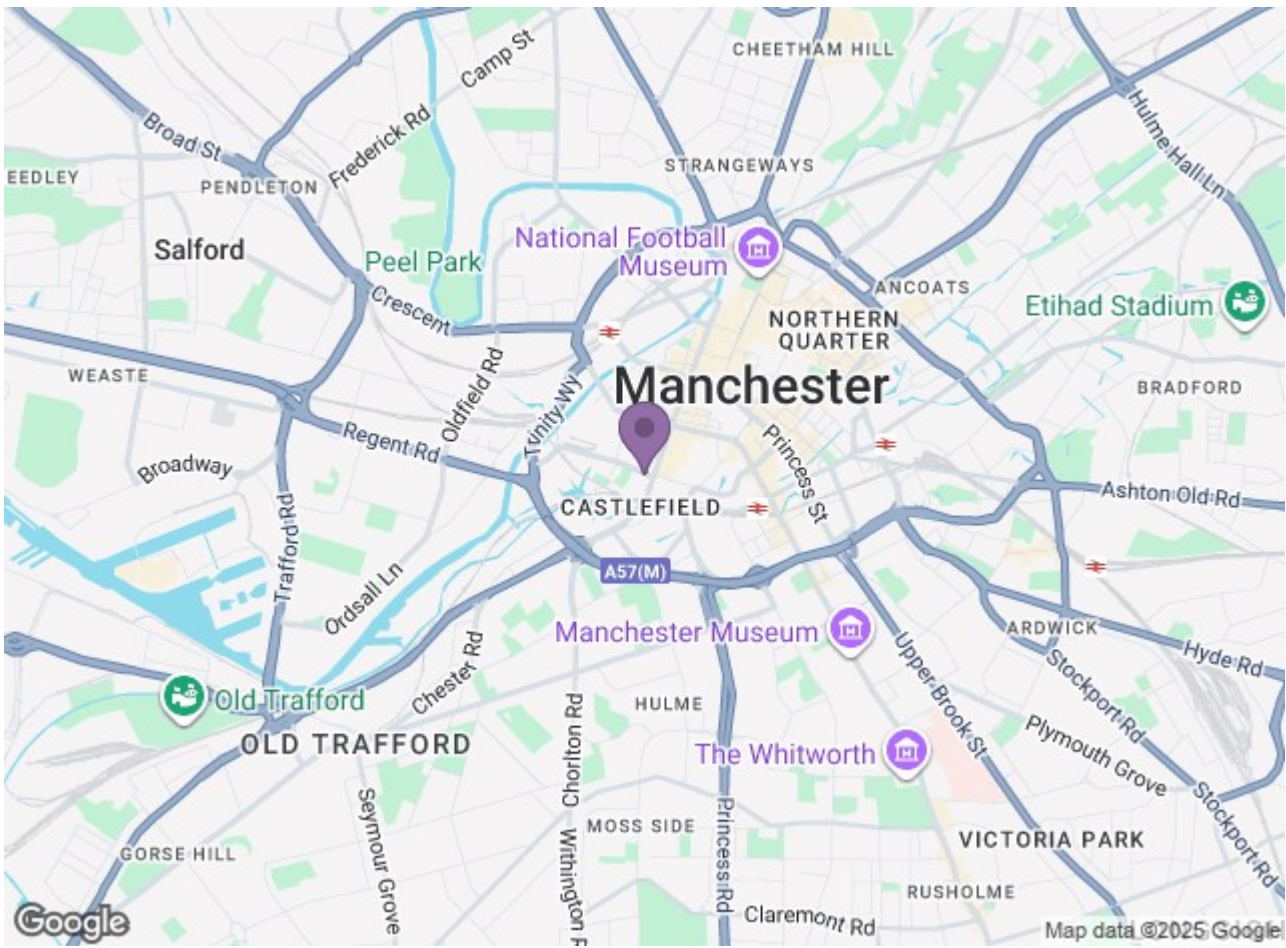 CHEETHAM HILL
Camp St
Broad St
Frederick Rd
Hulme Hall Ln
STRANGEWAYS
EEDLEY
PENDLETON
Salford
Peel Park
National Football
Museum
ANCOATS
Etihad Stadium
Crescent
NORTHERN
QUARTER
WEASTE
Oldfield Rd
Manchester
BRADFORD
Trinity Wy
Regent Rd
Princess St
Broadway
CASTLEFIELD
Ashton Old Rd
Trafford Rd
Ordsall Ln
A57(M)
Manchester Museum
ARDWICK
Chester Rd
Upper Brook St
Hyde Rd
Old Trafford
HULME
Stockport Rd
OLD TRAFFORD
Chorlton Rd
The Whitworth
Plymouth Grove
Seymour Grove
Withington R
MOSS SIDE
Princess Rd
Stockport Rd
VICTORIA PARK
GORSE HILL
RUSHOLME
Claremont Rd
Google
Map data ©2025 Google